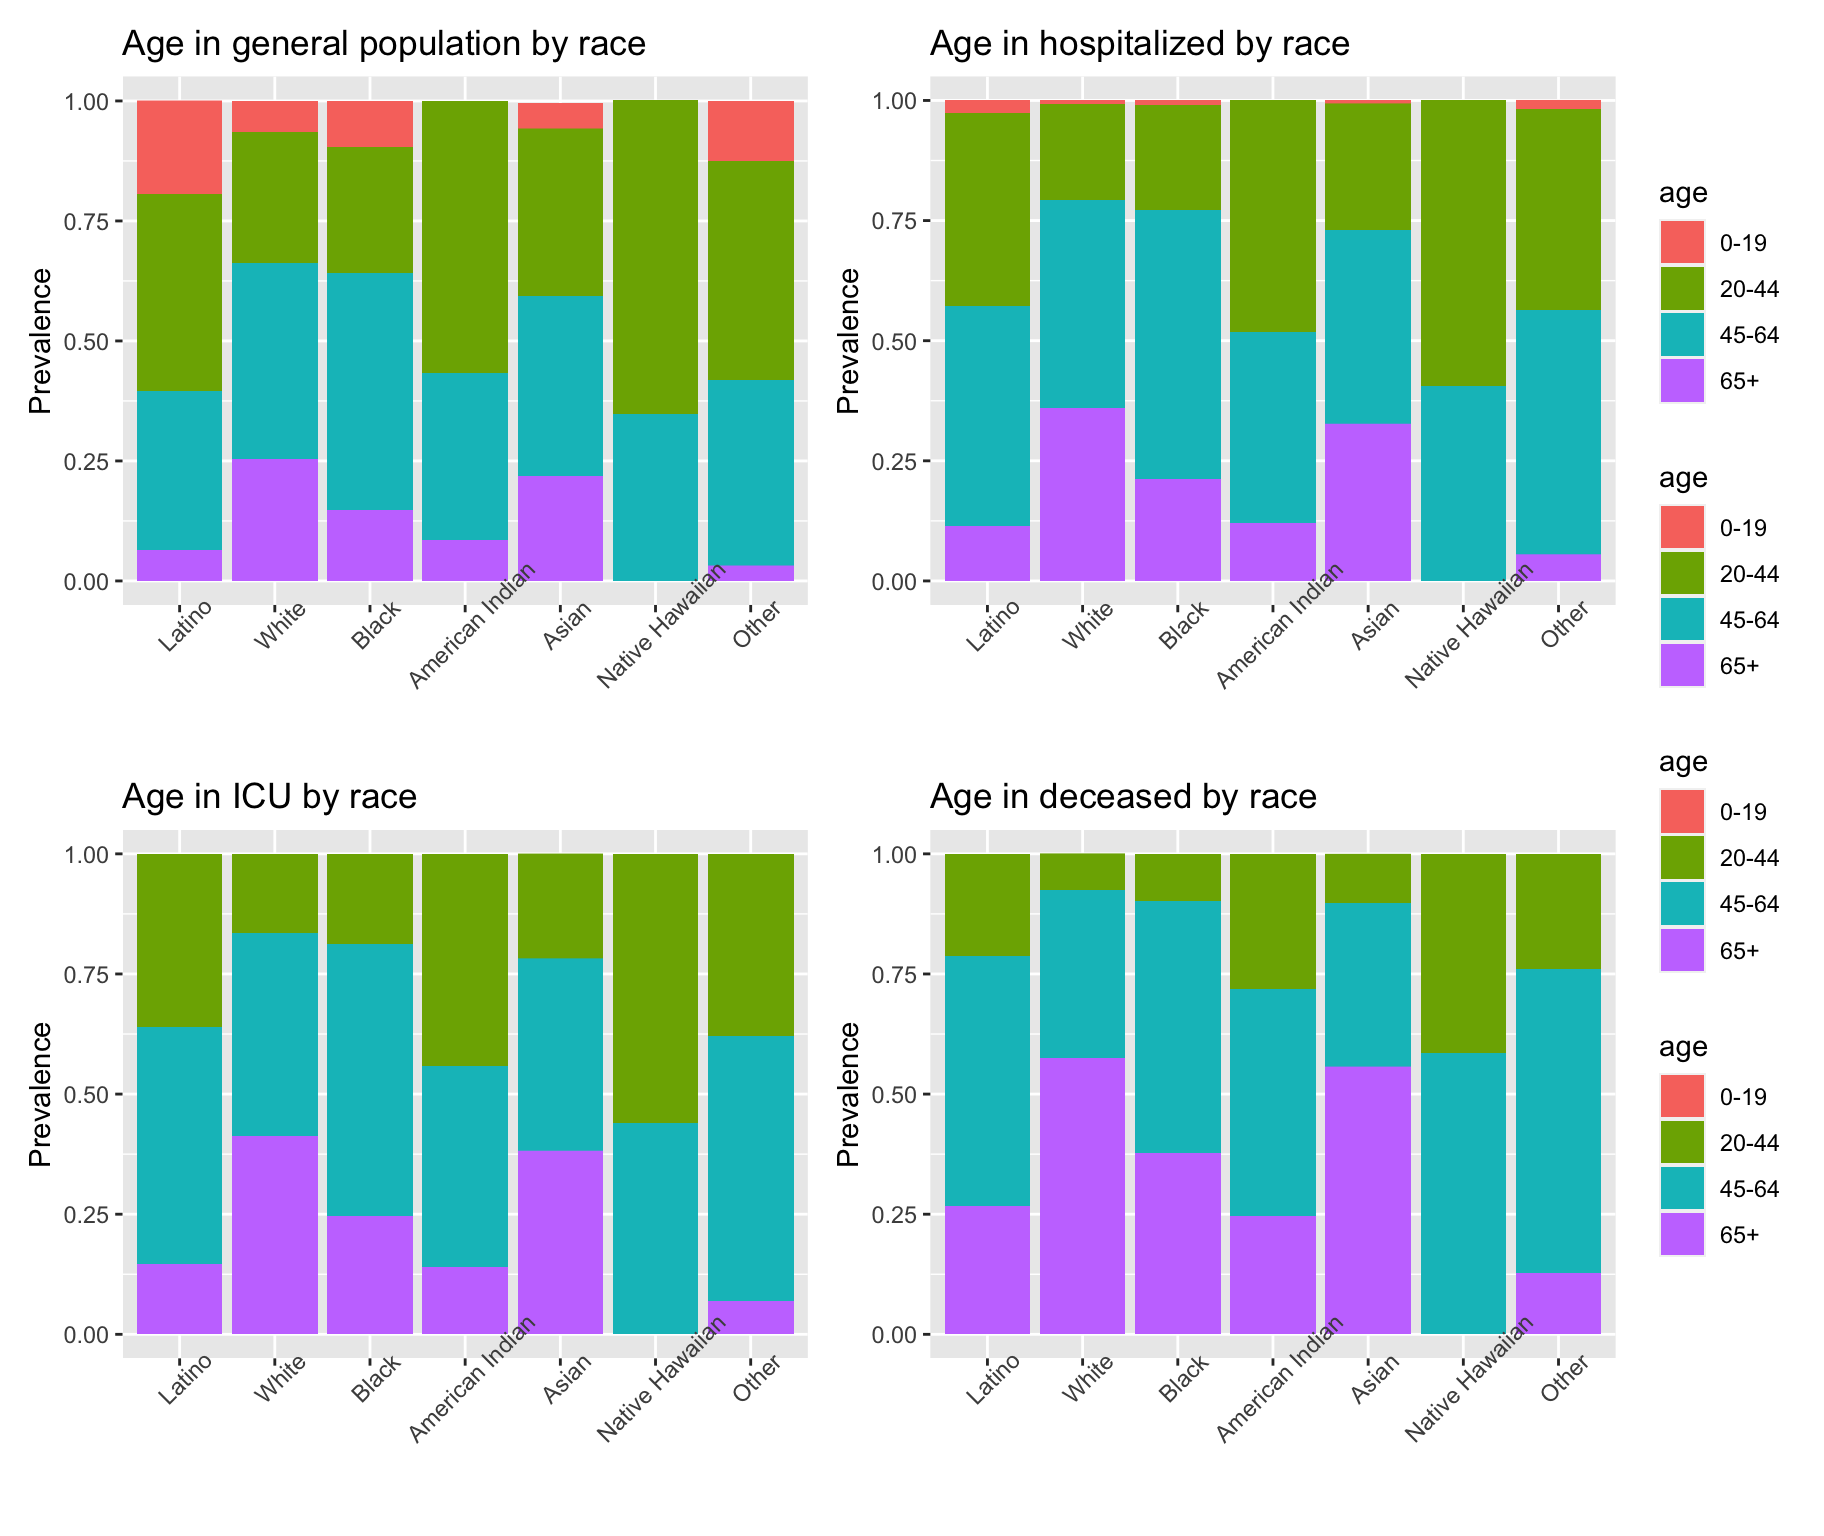 Age in general population by race
Prevalence
1.00
0.75
0.50
0.25
0.00
Latino
White
Black
American Indian
Asian
Native Hawaiian
Other
Age in hospitalized by race
Prevalence
1.00
0.75
0.50
0.25
0.00
Latino
White
Black
American Indian
Asian
Native Hawaiian
Other
age
0-19
20-44
45-64
65+
age
0-19
20-44
45-64
65+
Age in ICU by race
Prevalence
1.00
0.75
0.50
0.25
0.00
Latino
White
Black
American Indian
Asian
Native Hawaiian
Other
Age in deceased by race
Prevalence
1.00
0.75
0.50
0.25
0.00
Latino
White
Black
American Indian
Asian
Native Hawaiian
Other
age
0-19
20-44
45-64
65+
age
0-19
20-44
45-64
65+